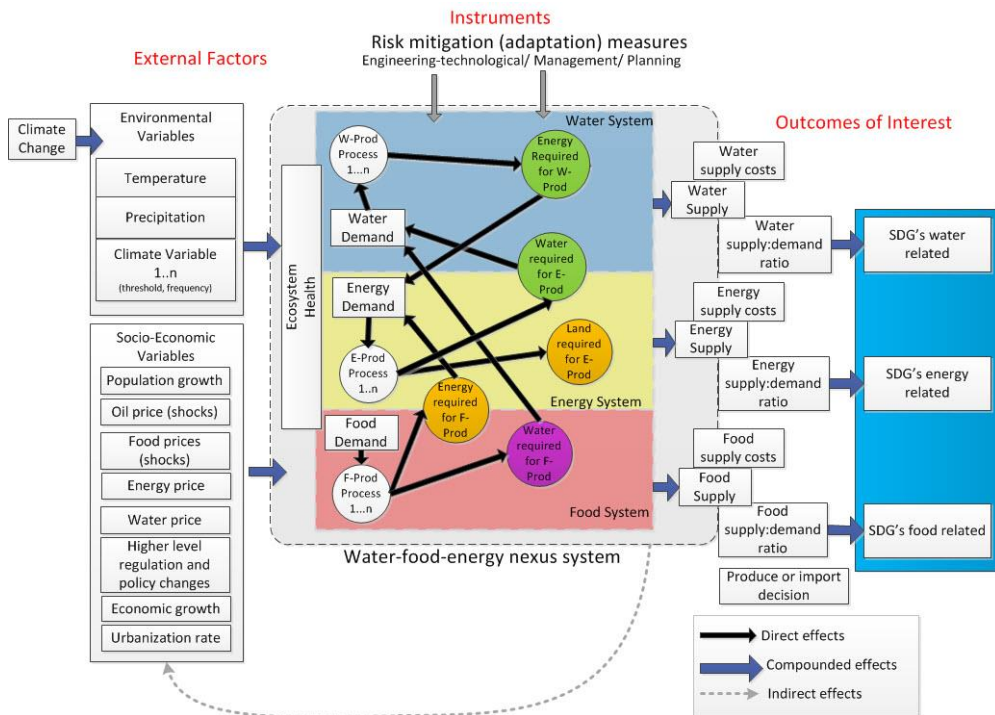 Instruments
Risk mitigation (adaptation) measures
Engineering-technological/ Management/ Planning
External Factors
Climate
Change
Environmental
Variables
Temperature
Precipitation
Climate Variable
1..n
(threshold, frequency)
Socio-Economic
Variables
Population growth
Oil price (shocks)
Food prices
(shocks)
Energy price
Water price
Higher level
regulation and
policy changes
Economic growth
Urbanization rate
Ecosystem
Health
Water System
W-Prod
Process
1...n
Energy
Required
for W-
Prod
Water
Demand
Water
required
for E-
Prod
Energy
Demand
E-Prod
Process
1..n
Land
required
for E-
Prod
Energy
required
for F-
Prod
Energy System
Food
Demand
Water
required
for F-
Prod
F-Prod
Process
1...n
Food System
Water-food-energy nexus system
Outcomes of Interest
Water
supply costs
Water
Supply
Water
supply:demand
ratio
SDG's water
related
Energy
supply costs
Energy
Supply
Energy
supply:demand
ratio
SDG's energy
related
Food
supply costs
Food
Supply
Food
supply:demand
ratio
SDG's food related
Produce or import
decision
Direct effects
Compounded effects
Indirect effects